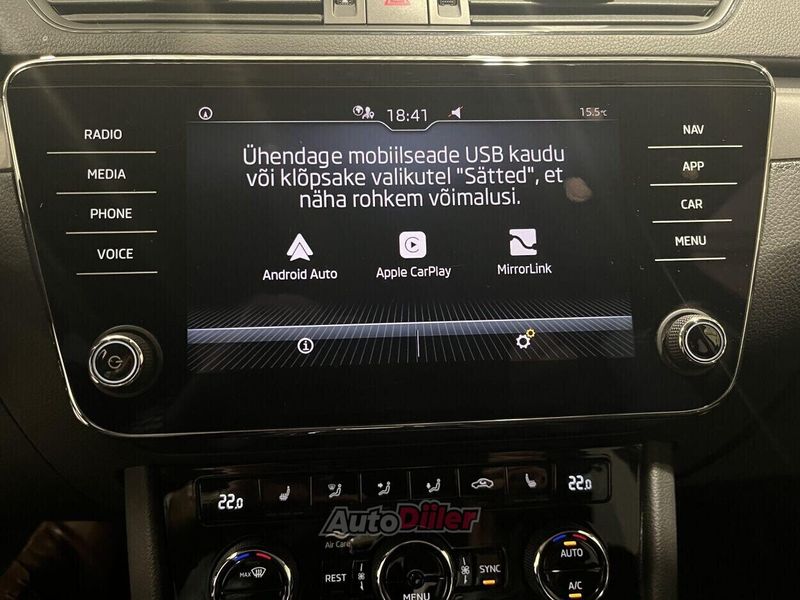 18:41
15.5°C
RADIO
MEDIA
PHONE
VOICE
NAV
APP
CAR
MENU
Ühendage mobiilseade USB kaudu
või klõpsake valikutel "Sätted", et
näha rohkem võimalusi.
Android Auto
Apple CarPlay
MirrorLink
22.0
22.0
AutoDiiler
Air Care
MAX
REST
MENU
SYNC
AUTO
A/C